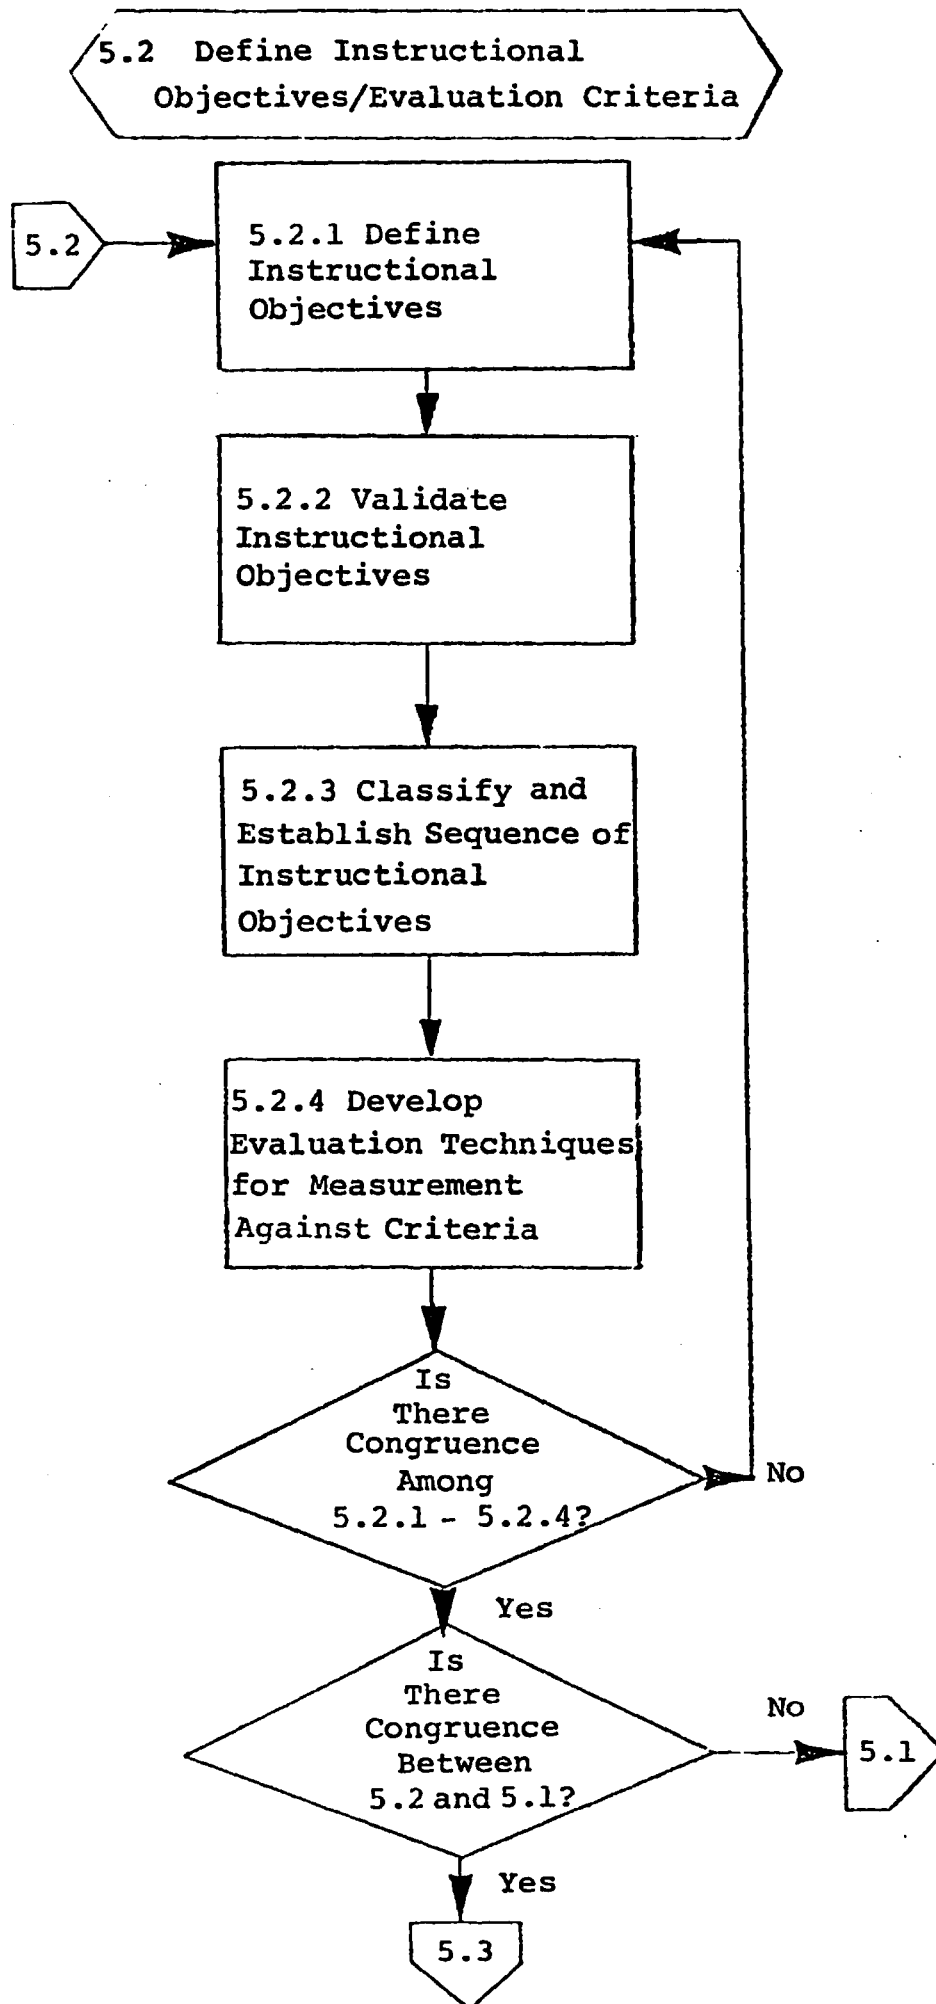 5.2 Define Instructional
Objectives/Evaluation Criteria
5.2
5.2.1 Define
Instructional
Objectives
5.2.2 Validate
Instructional
Objectives
5.2.3 Classify and
Establish Sequence of
Instructional
Objectives
5.2.4 Develop
Evaluation Techniques
for Measurement
Against Criteria
Is
There
Congruence
Among
5.2.1 - 5.2.4?
No
Yes
Is
There
Congruence
Between
5.2 and 5.1?
No
5.1
Yes
5.3